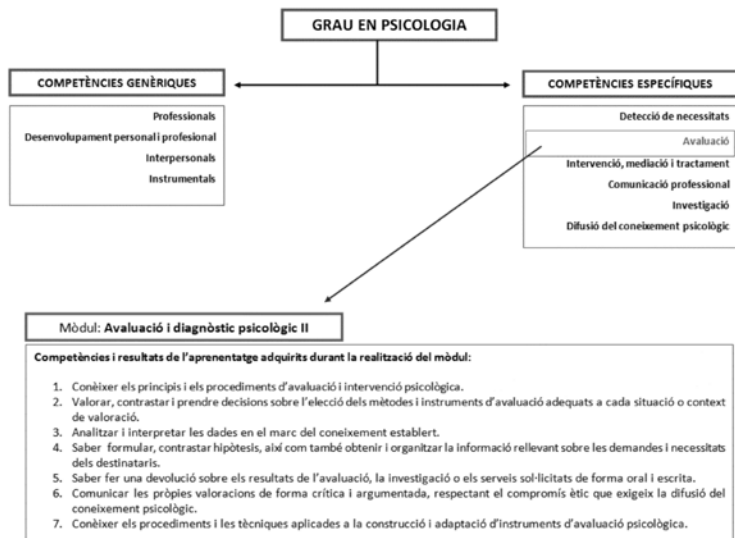 GRAU EN PSICOLOGIA
COMPETÈNCIES GENÈRIQUES
Professionals
Desenvolupament personal i profesional
Interpersonals
Instrumentals
COMPETÈNCIES ESPECÍFIQUES
Detecció de necessitats
Avaluació
Intervenció, mediació i tractament
Comunicació professional
Investigació
Difusió del coneixement psicològic
Mòdul: Avaluació i diagnòstic psicològic II
Competències i resultats de l'aprenentatge adquirits durant la realització del mòdul:
1. Conèixer els principis i els procediments d'avaluació i intervenció psicològica.
2. Valorar, contrastar i prendre decisions sobre l'elecció dels mètodes i instruments d'avaluació adequats a cada situació o context
de valoració.
3. Analitzar i interpretar les dades en el marc del coneixement establert.
4. Saber formular, contrastar hipòtesis, així com també obtenir i organitzar la informació rellevant sobre les demandes i necessitats
dels destinataris.
5. Saber fer una devolució sobre els resultats de l'avaluació, la investigació o els serveis sol·licitats de forma oral i escrita.
6. Comunicar les pròpies valoracions de forma crítica i argumentada, respectant el compromís ètic que exigeix la difusió del
coneixement psicològic.
7. Conèixer els procediments i les tècniques aplicades a la construcció i adaptació d'instruments d'avaluació psicològica.